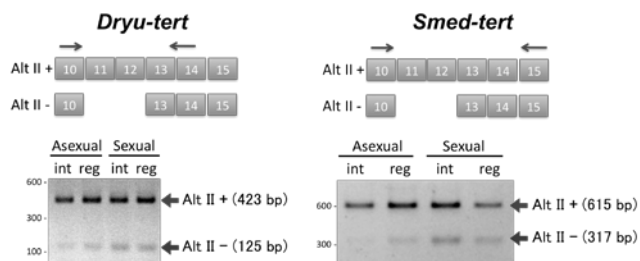 Dryu-tert
Alt II + 10 11 12 13 14 15
Alt II - 10 13 14 15
Asexual Sexual
int reg int reg
600 -
Alt II + (423 bp)
300 -
Alt II - (125 bp)
100 -
Smed-tert
Alt II + 10 11 12 13 14 15
Alt II - 10 13 14 15
Asexual Sexual
int reg int reg
600 -
Alt II + (615 bp)
Alt II - (317 bp)
300 -